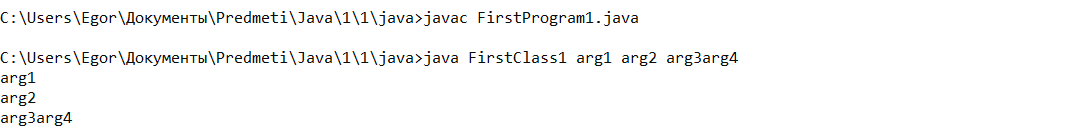 C:\Users\Egor\Документы\Predmeti\Java\1\1\java>javac FirstProgram1.java
C:\Users\Egor\Документы\Predmeti\Java\1\1\java>java FirstClass1 arg1 arg2 arg3arg4
arg1
arg2
arg3arg4